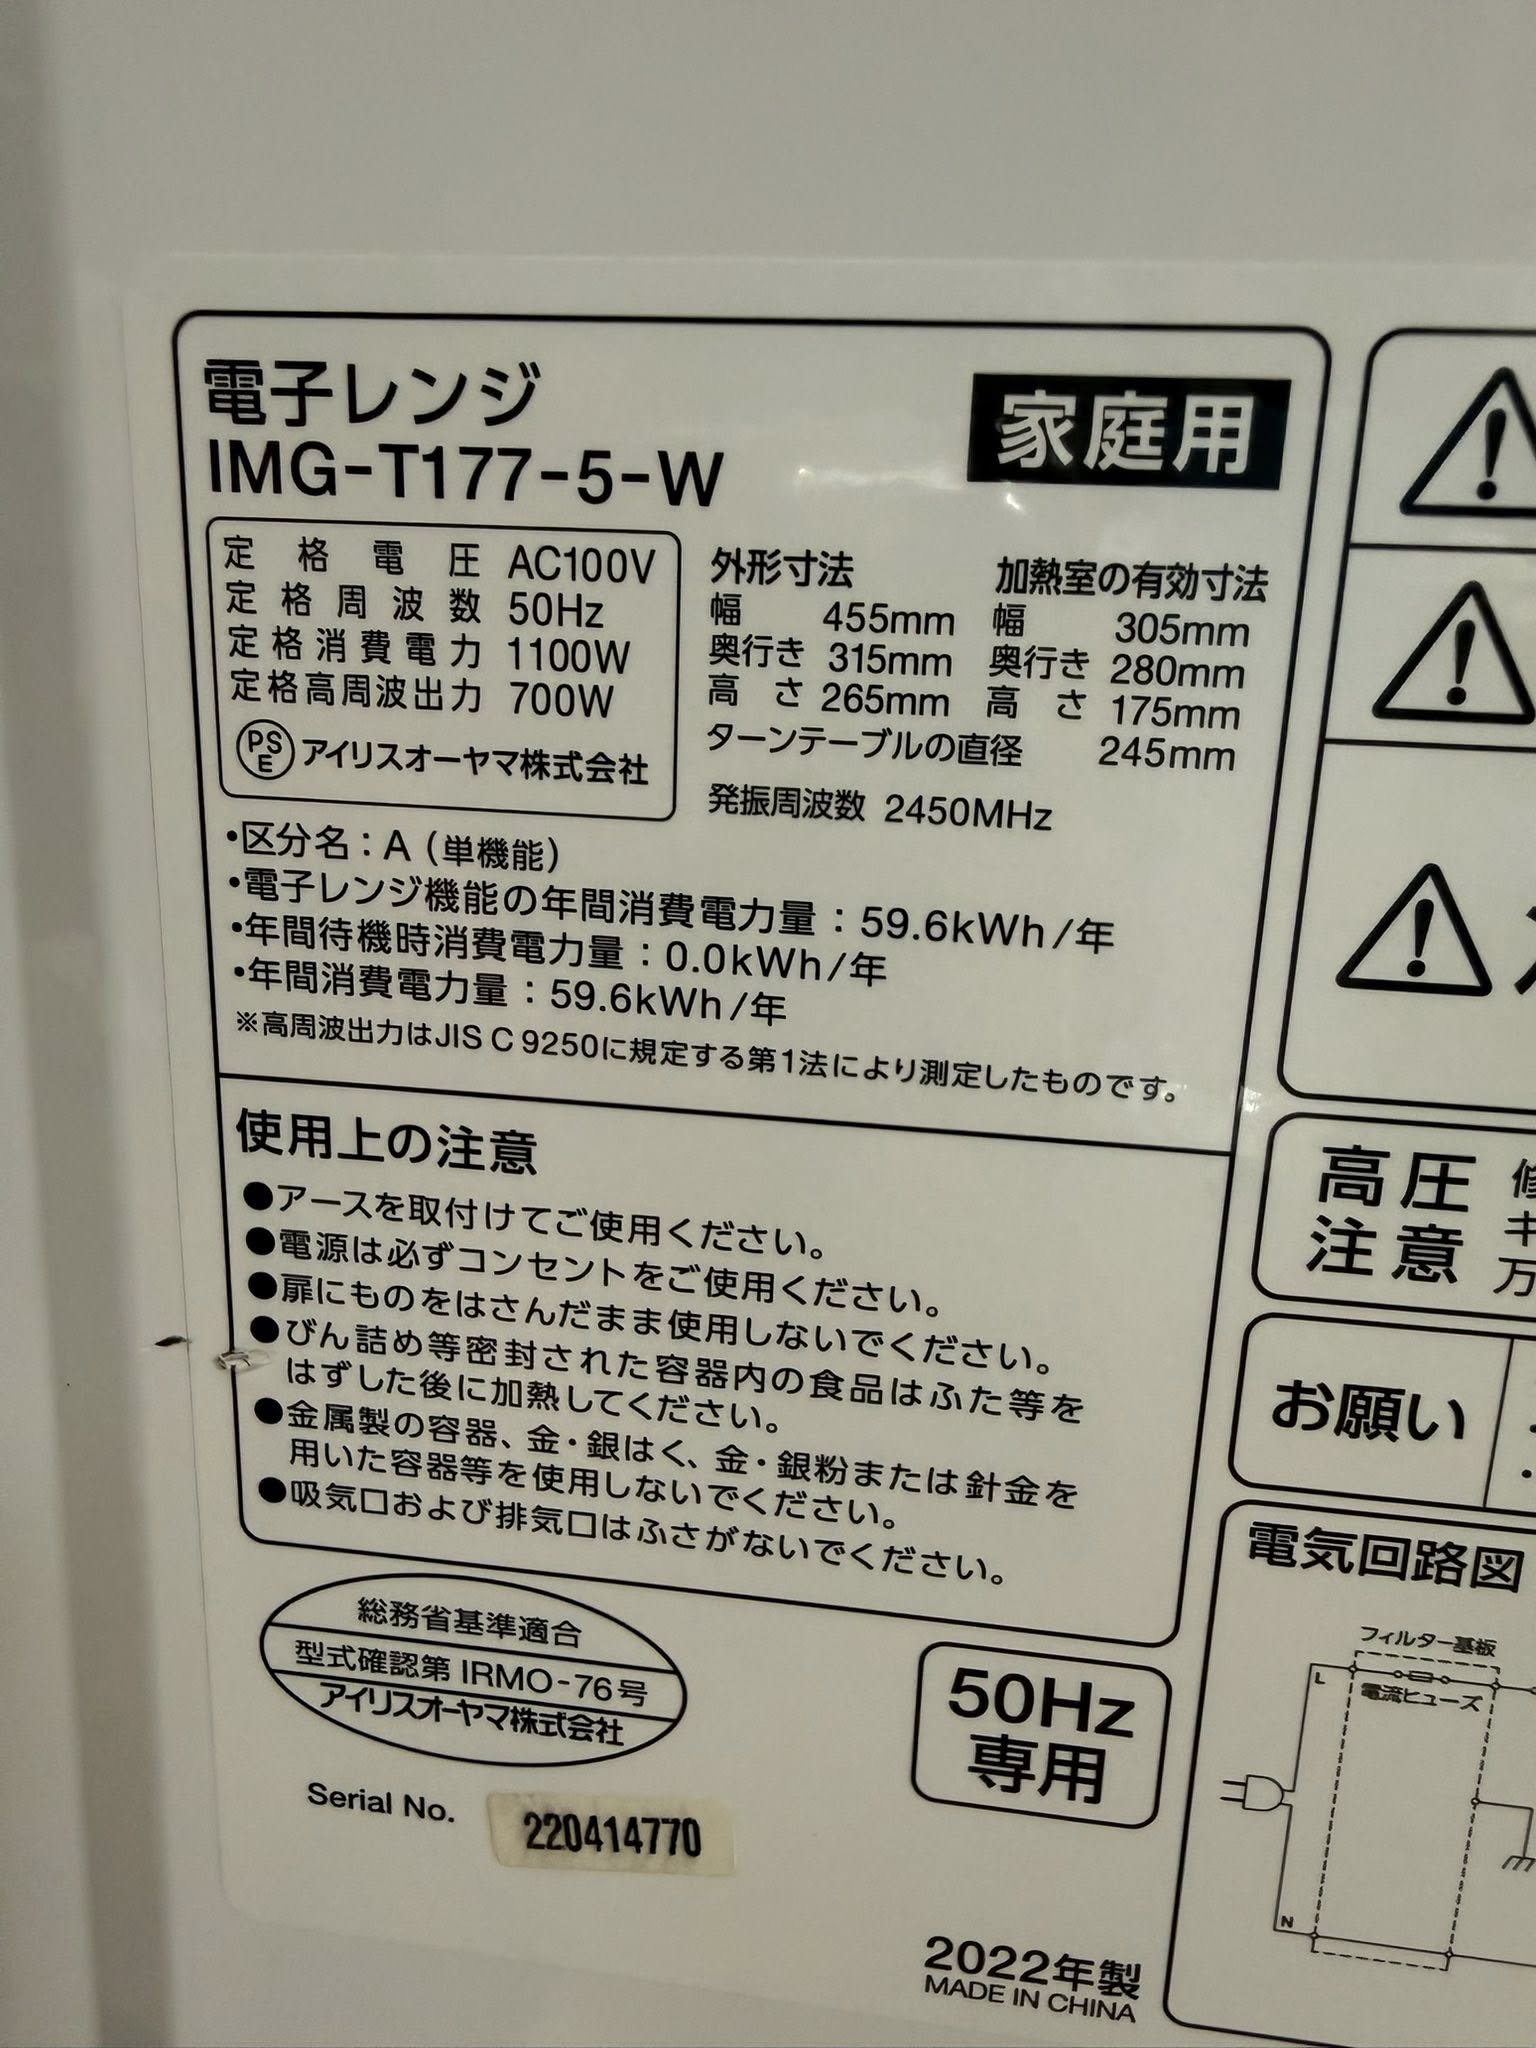 電子レンジ
IMG-T177-5-W
家庭用
定格電圧 AC100V
定格周波数 50Hz
定格消費電力 1100W
定格高周波出力 700W
PSE アイリスオーヤマ株式会社
外形寸法
幅 455mm
奥行き 315mm
高さ 265mm
加熱室の有効寸法
幅 305mm
奥行き 280mm
高さ 175mm
ターンテーブルの直径 245mm
発振周波数 2450MHz
・区分名：A（単機能）
・電子レンジ機能の年間消費電力量：59.6kWh/年
・年間待機時消費電力量：0.0kWh/年
・年間消費電力量：59.6kWh/年
※高周波出力はJIS C 9250に規定する第1法により測定したものです。
使用上の注意
●アースを取付けてご使用ください。
●電源は必ずコンセントをご使用ください。
●扉にものをはさんだまま使用しないでください。
●びん詰め等密封された容器内の食品はふた等を
はずした後に加熱してください。
●金属製の容器、金・銀はく、金・銀粉または針金を
用いた容器等を使用しないでください。
●吸気口および排気口はふさがないでください。
総務省基準適合
型式確認第 IRMO-76号
アイリスオーヤマ株式会社
50Hz
専用
Serial No. 220414770
2022年製
MADE IN CHINA
高圧
注意
万
お願い
電気回路図
フィルター基板
電流ヒューズ
L
N